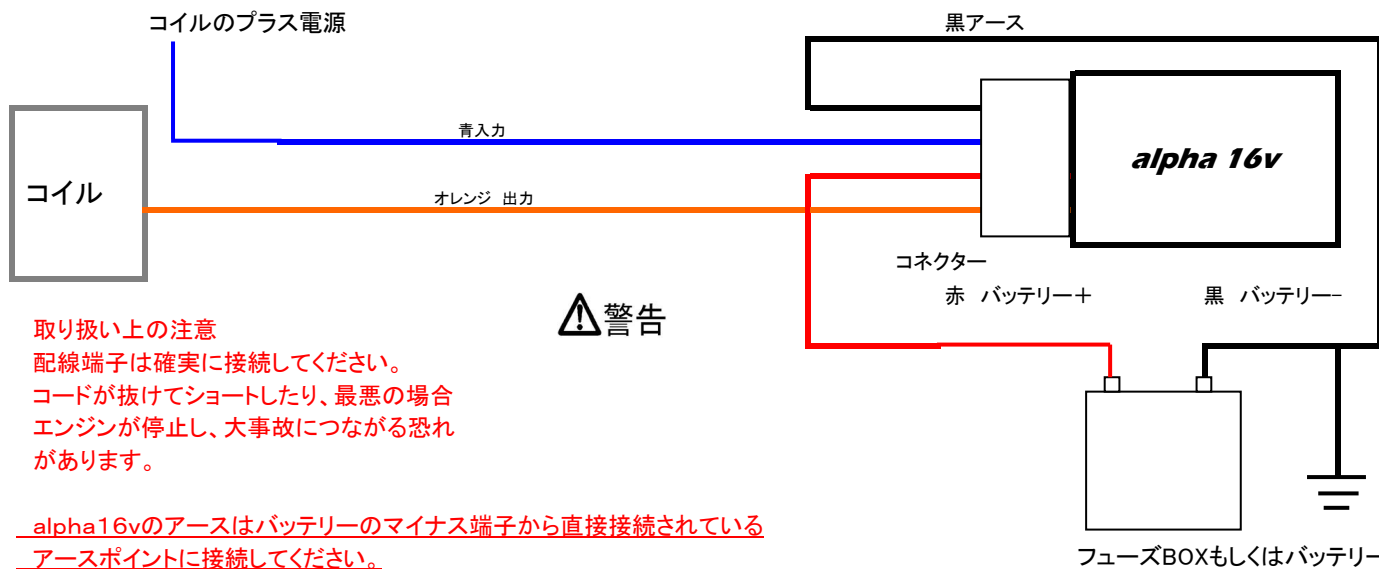 コイルのプラス電源
黒アース
青入力
alpha 16v
コイル
オレンジ 出力
コネクター
赤 バッテリー＋
黒 バッテリー−
警告
取り扱い上の注意
配線端子は確実に接続してください。
コードが抜けてショートしたり、最悪の場合
エンジンが停止し、大事故につながる恐れ
があります。
alpha16vのアースはバッテリーのマイナス端子から直接接続されている
アースポイントに接続してください。
フューズBOXもしくはバッテリー